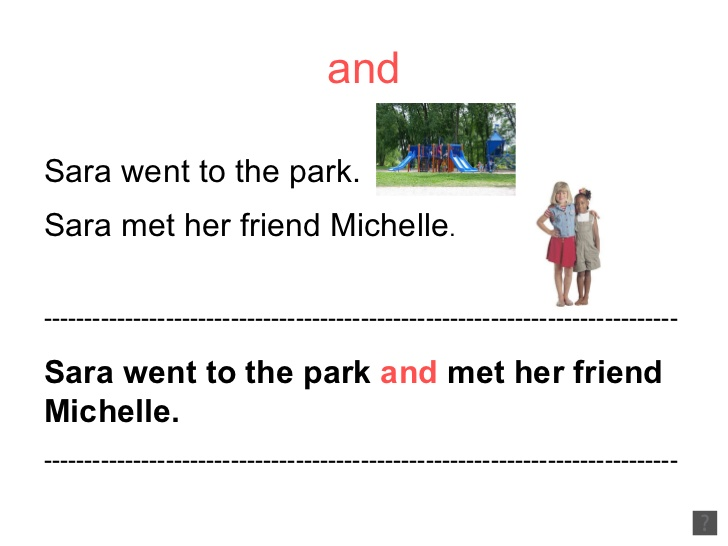 and
Sara went to the park.
Sara met her friend Michelle.
-------------------------------------------------------------------------------
Sara went to the park and met her friend
Michelle.
-------------------------------------------------------------------------------
?